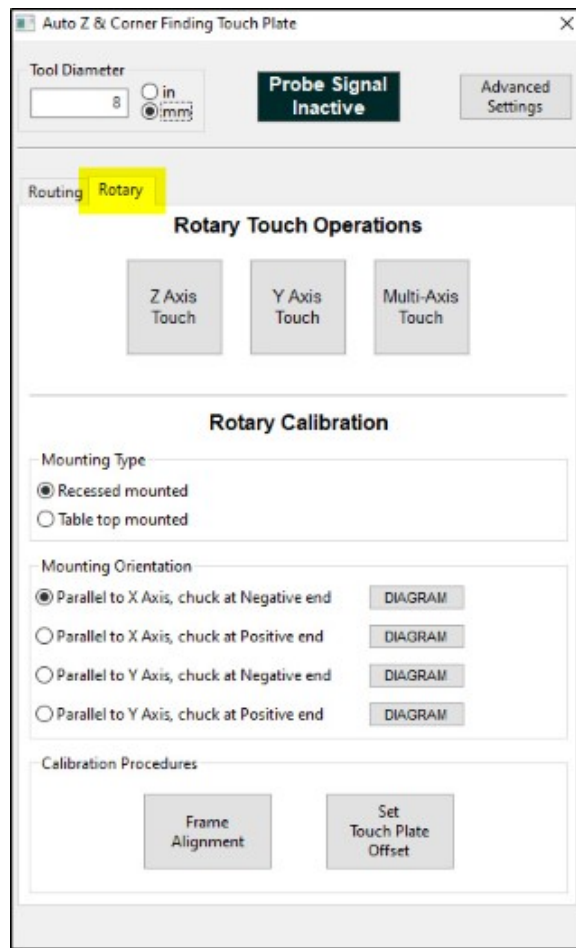 Auto Z & Corner Finding Touch Plate
Tool Diameter
8
in
mm
Probe Signal
Inactive
Advanced
Settings
Routing Rotary
Rotary Touch Operations
Z Axis
Touch
Y Axis
Touch
Multi-Axis
Touch
Rotary Calibration
Mounting Type
Recessed mounted
Table top mounted
Mounting Orientation
Parallel to X Axis, chuck at Negative end DIAGRAM
Parallel to X Axis, chuck at Positive end DIAGRAM
Parallel to Y Axis, chuck at Negative end DIAGRAM
Parallel to Y Axis, chuck at Positive end DIAGRAM
Calibration Procedures
Frame
Alignment
Set
Touch Plate
Offset